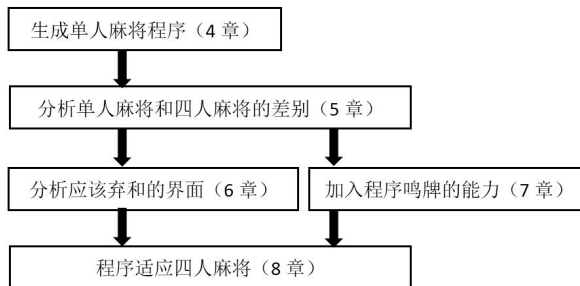 生成单人麻将程序（4 章）
分析单人麻将和四人麻将的差别（5 章）
分析应该弃和的界面（6 章）
加入程序鸣牌的能力（7 章）
程序适应四人麻将（8 章）